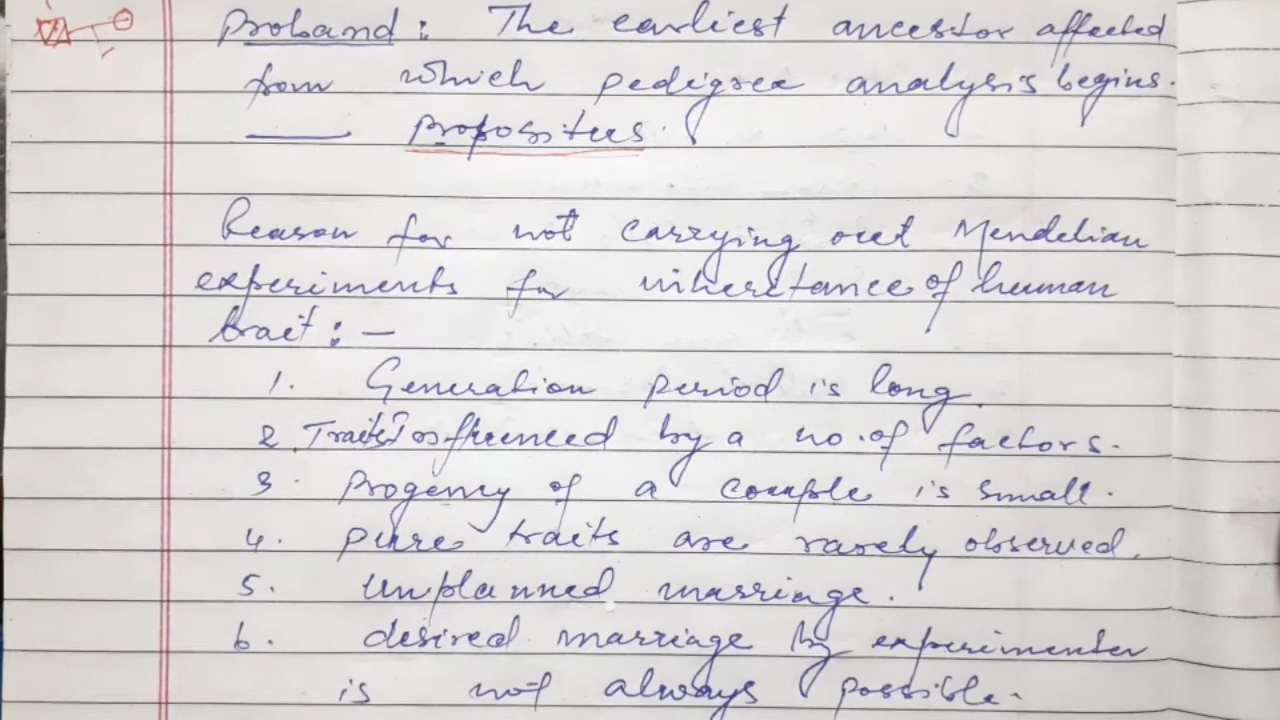 Proband: The earliest ancestor affected
from which pedigree analysis begins.
Propositus.
Reason for not carrying out Mendelian
experiments for inheritance of human
trait: —
1. Generation period is long.
2. Traits by a no. of factors.
3. Progency of a couple is small.
4. pure traits are rarely observed.
5. unplanned marriage.
6. desired marriage by experimenter
is not always possible.